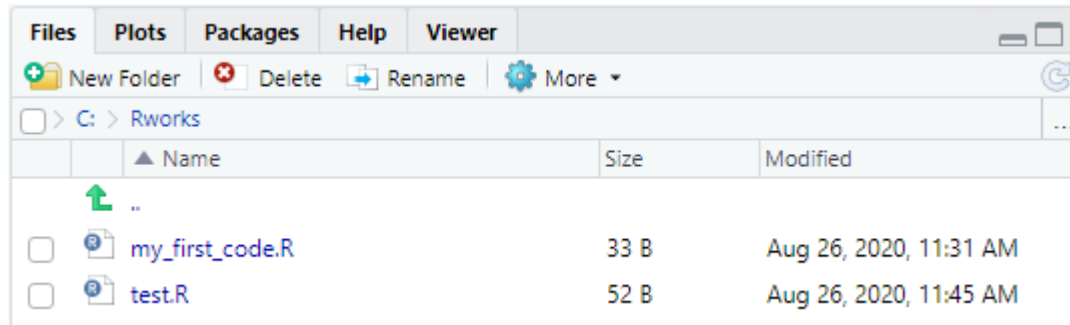 Files Plots Packages Help Viewer
New Folder Delete Rename More
C: > Rworks ...
Name Size Modified
..
my_first_code.R 33 B Aug 26, 2020, 11:31 AM
test.R 52 B Aug 26, 2020, 11:45 AM